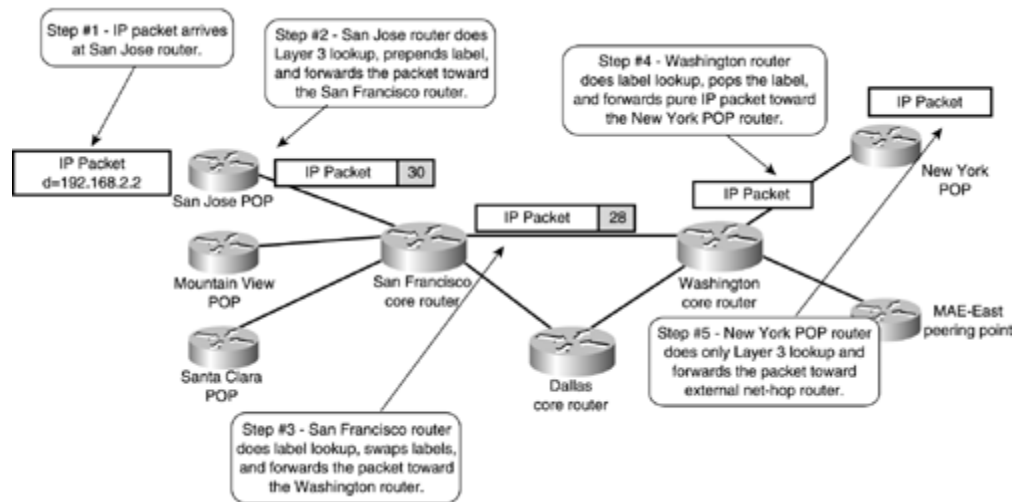 Step #1 - IP packet arrives
at San Jose router.
Step #2 - San Jose router does
Layer 3 lookup, prepends label,
and forwards the packet toward
the San Francisco router.
Step #4 - Washington router
does label lookup, pops the label,
and forwards pure IP packet toward
the New York POP router.
IP Packet
New York
POP
IP Packet
d=192.168.2.2
San Jose POP
IP Packet 30
IP Packet
IP Packet 28
Mountain View
POP
San Francisco
core router
Washington
core router
MAE-East
peering point
Santa Clara
POP
Dallas
core router
Step #5 - New York POP router
does only Layer 3 lookup and
forwards the packet toward
external net-hop router.
Step #3 - San Francisco router
does label lookup, swaps labels,
and forwards the packet toward
the Washington router.